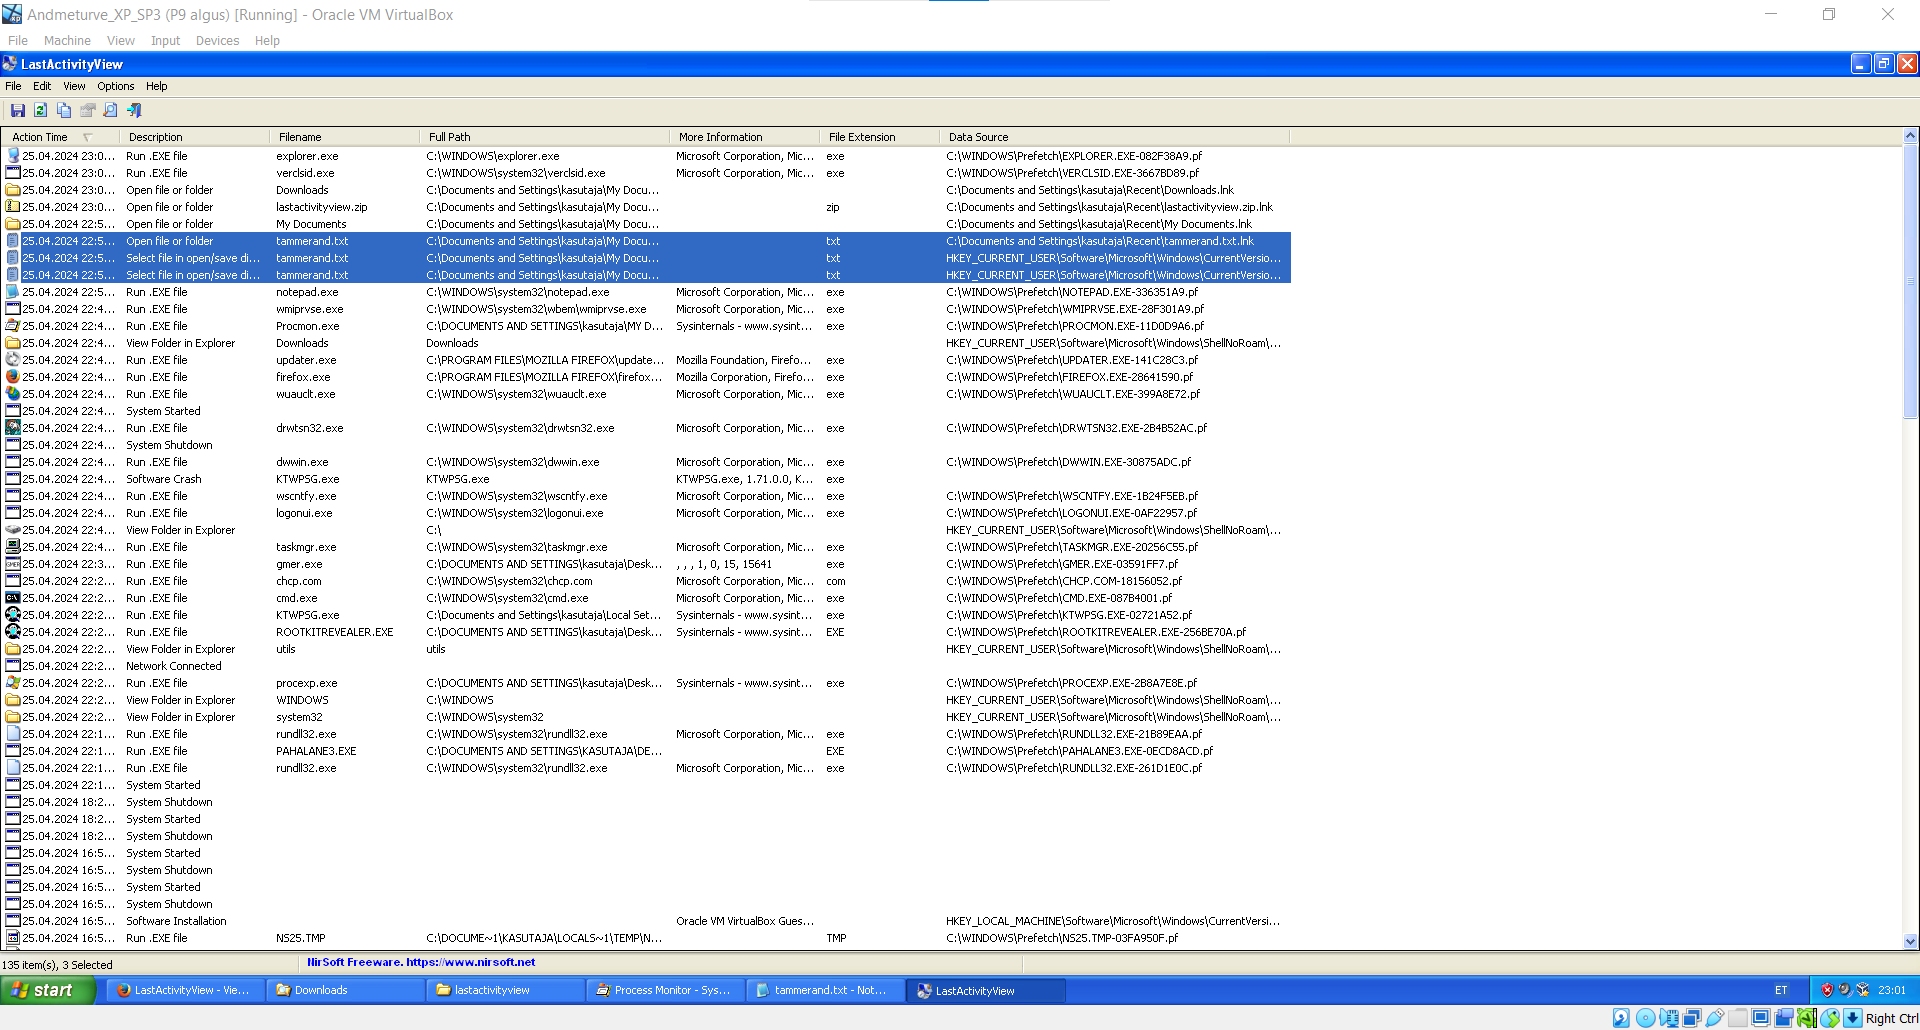 Andmeturve_XP_SP3 (P9 algus) [Running] - Oracle VM VirtualBox
File Machine View Input Devices Help
LastActivityView
File Edit View Options Help
Action Time Description Filename Full Path More Information File Extension Data Source
25.04.2024 23:0... Run .EXE file explorer.exe C:\WINDOWS\explorer.exe Microsoft Corporation, Mic... exe C:\WINDOWS\Prefetch\EXPLORER.EXE-082F38A9.pf
25.04.2024 23:0... Run .EXE file verclsid.exe C:\WINDOWS\system32\verclsid.exe Microsoft Corporation, Mic... exe C:\WINDOWS\Prefetch\VERCLSID.EXE-3667BD89.pf
25.04.2024 23:0... Open file or folder Downloads C:\Documents and Settings\kasutaja\My Docu... C:\Documents and Settings\kasutaja\Recent\Downloads.lnk
25.04.2024 23:0... Open file or folder lastactivityview.zip C:\Documents and Settings\kasutaja\My Docu... zip C:\Documents and Settings\kasutaja\Recent\lastactivityview.zip.lnk
25.04.2024 22:5... Open file or folder My Documents C:\Documents and Settings\kasutaja\My Docu... C:\Documents and Settings\kasutaja\Recent\My Documents.lnk
25.04.2024 22:5... Open file or folder tammerand.txt C:\Documents and Settings\kasutaja\My Docu... txt C:\Documents and Settings\kasutaja\Recent\tammerand.txt.lnk
25.04.2024 22:5... Select file in open/save di... tammerand.txt C:\Documents and Settings\kasutaja\My Docu... txt HKEY_CURRENT_USER\Software\Microsoft\Windows\CurrentVersio...
25.04.2024 22:5... Select file in open/save di... tammerand.txt C:\Documents and Settings\kasutaja\My Docu... txt HKEY_CURRENT_USER\Software\Microsoft\Windows\CurrentVersio...
25.04.2024 22:5... Run .EXE file notepad.exe C:\WINDOWS\system32\notepad.exe Microsoft Corporation, Mic... exe C:\WINDOWS\Prefetch\NOTEPAD.EXE-336351A9.pf
25.04.2024 22:4... Run .EXE file wmiprvse.exe C:\WINDOWS\system32\wbem\wmiprvse.exe Microsoft Corporation, Mic... exe C:\WINDOWS\Prefetch\WMIPRVSE.EXE-28F301A9.pf
25.04.2024 22:4... Run .EXE file Procmon.exe C:\DOCUMENTS AND SETTINGS\kasutaja\MY D... Sysinternals - www.sysint... exe C:\WINDOWS\Prefetch\PROCMON.EXE-11D0D9A6.pf
25.04.2024 22:4... View Folder in Explorer Downloads Downloads HKEY_CURRENT_USER\Software\Microsoft\Windows\ShellNoRoam\...
25.04.2024 22:4... Run .EXE file updater.exe C:\PROGRAM FILES\MOZILLA FIREFOX\update... Mozilla Foundation, Firefo... exe C:\WINDOWS\Prefetch\UPDATER.EXE-141C28C3.pf
25.04.2024 22:4... Run .EXE file firefox.exe C:\PROGRAM FILES\MOZILLA FIREFOX\firefox... Mozilla Corporation, Firefo... exe C:\WINDOWS\Prefetch\FIREFOX.EXE-28641590.pf
25.04.2024 22:4... Run .EXE file wuauclt.exe C:\WINDOWS\system32\wuauclt.exe Microsoft Corporation, Mic... exe C:\WINDOWS\Prefetch\WUAUCLT.EXE-399A8E72.pf
25.04.2024 22:4... System Started
25.04.2024 22:4... Run .EXE file drwtsn32.exe C:\WINDOWS\system32\drwtsn32.exe Microsoft Corporation, Mic... exe C:\WINDOWS\Prefetch\DRWTSN32.EXE-2B4B52AC.pf
25.04.2024 22:4... System Shutdown
25.04.2024 22:4... Run .EXE file dwwin.exe C:\WINDOWS\system32\dwwin.exe Microsoft Corporation, Mic... exe C:\WINDOWS\Prefetch\DWWIN.EXE-30875ADC.pf
25.04.2024 22:4... Software Crash KTWPSG.exe KTWPSG.exe KTWPSG.exe, 1.71.0.0, K... exe
25.04.2024 22:4... Run .EXE file wscntfy.exe C:\WINDOWS\system32\wscntfy.exe Microsoft Corporation, Mic... exe C:\WINDOWS\Prefetch\WSCNTFY.EXE-1B24F5EB.pf
25.04.2024 22:4... Run .EXE file logonui.exe C:\WINDOWS\system32\logonui.exe Microsoft Corporation, Mic... exe C:\WINDOWS\Prefetch\LOGONUI.EXE-0AF22957.pf
25.04.2024 22:4... View Folder in Explorer C:\ HKEY_CURRENT_USER\Software\Microsoft\Windows\ShellNoRoam\...
25.04.2024 22:4... Run .EXE file taskmgr.exe C:\WINDOWS\system32\taskmgr.exe Microsoft Corporation, Mic... exe C:\WINDOWS\Prefetch\TASKMGR.EXE-20256C55.pf
25.04.2024 22:3... Run .EXE file gmer.exe C:\DOCUMENTS AND SETTINGS\kasutaja\Desk... , , , 1, 0, 15, 15641 exe C:\WINDOWS\Prefetch\GMER.EXE-03591FF7.pf
25.04.2024 22:2... Run .EXE file chcp.com C:\WINDOWS\system32\chcp.com Microsoft Corporation, Mic... com C:\WINDOWS\Prefetch\CHCP.COM-18156052.pf
25.04.2024 22:2... Run .EXE file cmd.exe C:\WINDOWS\system32\cmd.exe Microsoft Corporation, Mic... exe C:\WINDOWS\Prefetch\CMD.EXE-087B4001.pf
25.04.2024 22:2... Run .EXE file KTWPSG.exe C:\Documents and Settings\kasutaja\Local Set... Sysinternals - www.sysint... exe C:\WINDOWS\Prefetch\KTWPSG.EXE-02721A52.pf
25.04.2024 22:2... Run .EXE file ROOTKITREVEALER.EXE C:\DOCUMENTS AND SETTINGS\kasutaja\Desk... Sysinternals - www.sysint... EXE C:\WINDOWS\Prefetch\ROOTKITREVEALER.EXE-256BE70A.pf
25.04.2024 22:2... View Folder in Explorer utils utils HKEY_CURRENT_USER\Software\Microsoft\Windows\ShellNoRoam\...
25.04.2024 22:2... Network Connected
25.04.2024 22:2... Run .EXE file procexp.exe C:\DOCUMENTS AND SETTINGS\kasutaja\Desk... Sysinternals - www.sysint... exe C:\WINDOWS\Prefetch\PROCEXP.EXE-2B8A7E8E.pf
25.04.2024 22:2... View Folder in Explorer WINDOWS C:\WINDOWS HKEY_CURRENT_USER\Software\Microsoft\Windows\ShellNoRoam\...
25.04.2024 22:2... View Folder in Explorer system32 C:\WINDOWS\system32 HKEY_CURRENT_USER\Software\Microsoft\Windows\ShellNoRoam\...
25.04.2024 22:1... Run .EXE file rundll32.exe C:\WINDOWS\system32\rundll32.exe Microsoft Corporation, Mic... exe C:\WINDOWS\Prefetch\RUNDLL32.EXE-21B89EAA.pf
25.04.2024 22:1... Run .EXE file PAHALANE3.EXE C:\DOCUMENTS AND SETTINGS\KASUTAJA\DE... EXE C:\WINDOWS\Prefetch\PAHALANE3.EXE-0ECD8ACD.pf
25.04.2024 22:1... Run .EXE file rundll32.exe C:\WINDOWS\system32\rundll32.exe Microsoft Corporation, Mic... exe C:\WINDOWS\Prefetch\RUNDLL32.EXE-261D1E0C.pf
25.04.2024 22:1... System Started
25.04.2024 18:2... System Shutdown
25.04.2024 18:2... System Started
25.04.2024 18:2... System Shutdown
25.04.2024 16:5... System Started
25.04.2024 16:5... System Shutdown
25.04.2024 16:5... System Started
25.04.2024 16:5... System Shutdown
25.04.2024 16:5... Software Installation Oracle VM VirtualBox Gues... HKEY_LOCAL_MACHINE\Software\Microsoft\Windows\CurrentVersi...
25.04.2024 16:5... Run .EXE file NS25.TMP C:\DOCUME~1\KASUTAJA\LOCALS~1\TEMP\N... TMP C:\WINDOWS\Prefetch\NS25.TMP-03FA950F.pf
135 item(s), 3 Selected NirSoft Freeware. https://www.nirsoft.net
start LastActivityView - Vie... Downloads lastactivityview Process Monitor - Sys... tammerand.txt - Not... LastActivityView ET 23:01
Right Ctrl